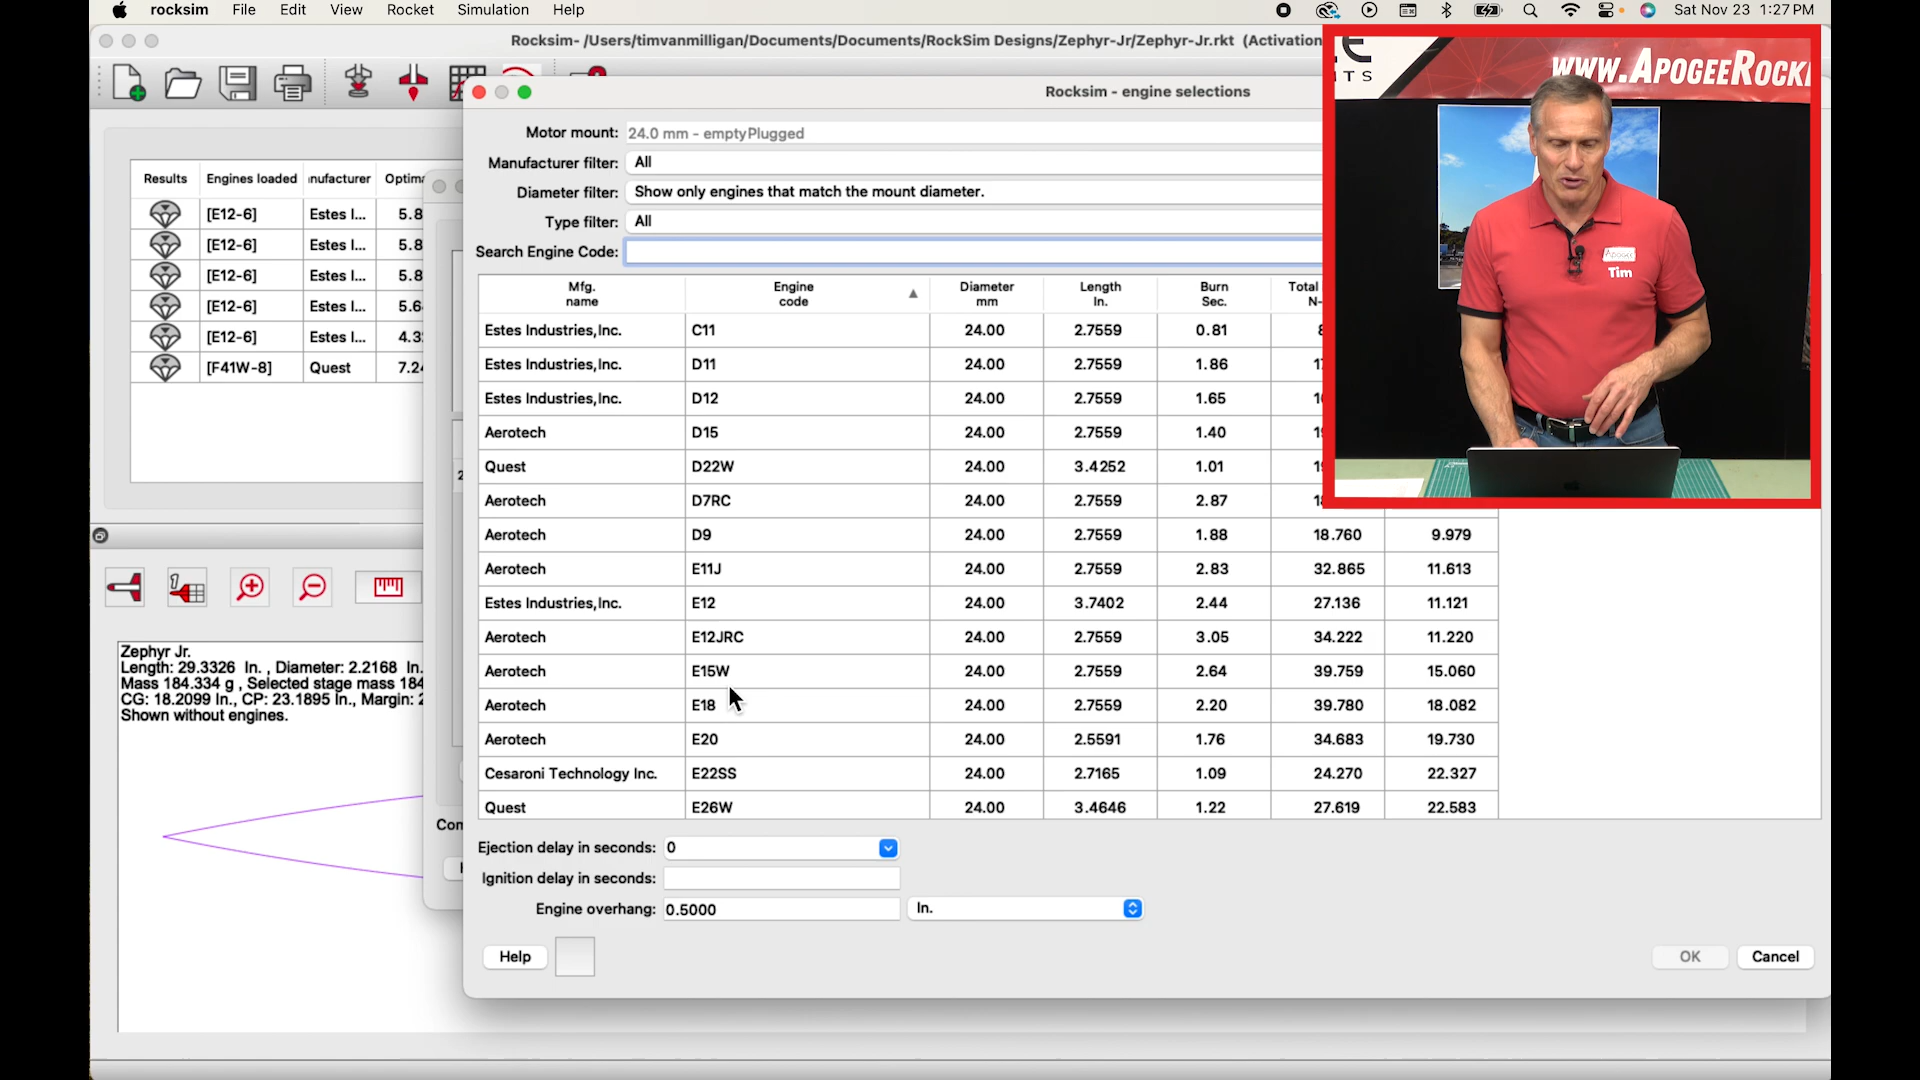 rocksim File Edit View Rocket Simulation Help Sat Nov 23 1:27 PM
Rocksim- /Users/timvanmilligan/Documents/Documents/RockSim Designs/Zephyr-Jr/Zephyr-Jr.rkt (Activation
Rocksim - engine selections
Motor mount: 24.0 mm - emptyPlugged
Manufacturer filter: All
Diameter filter: Show only engines that match the mount diameter.
Type filter: All
Search Engine Code:
Results Engines loaded nufacturer Optim
[E12-6] Estes I... 5.8
[E12-6] Estes I... 5.8
[E12-6] Estes I... 5.8
[E12-6] Estes I... 5.6
[E12-6] Estes I... 4.3
[F41W-8] Quest 7.2
Mfg. name Engine code Diameter mm Length In. Burn Sec. Total N-
Estes Industries,Inc. C11 24.00 2.7559 0.81
Estes Industries,Inc. D11 24.00 2.7559 1.86
Estes Industries,Inc. D12 24.00 2.7559 1.65
Aerotech D15 24.00 2.7559 1.40
Quest D22W 24.00 3.4252 1.01
Aerotech D7RC 24.00 2.7559 2.87
Aerotech D9 24.00 2.7559 1.88 18.760 9.979
Aerotech E11J 24.00 2.7559 2.83 32.865 11.613
Estes Industries,Inc. E12 24.00 3.7402 2.44 27.136 11.121
Aerotech E12JRC 24.00 2.7559 3.05 34.222 11.220
Aerotech E15W 24.00 2.7559 2.64 39.759 15.060
Aerotech E18 24.00 2.7559 2.20 39.780 18.082
Aerotech E20 24.00 2.5591 1.76 34.683 19.730
Cesaroni Technology Inc. E22SS 24.00 2.7165 1.09 24.270 22.327
Quest E26W 24.00 3.4646 1.22 27.619 22.583
Ejection delay in seconds: 0
Ignition delay in seconds:
Engine overhang: 0.5000 In.
Help OK Cancel
Zephyr Jr.
Length: 29.3326 In. , Diameter: 2.2168 In.
Mass 184.334 g , Selected stage mass 184
CG: 18.2099 In., CP: 23.1895 In., Margin:
Shown without engines.
Con
WWW.APOGEEROCK
TS
Apogee
Tim